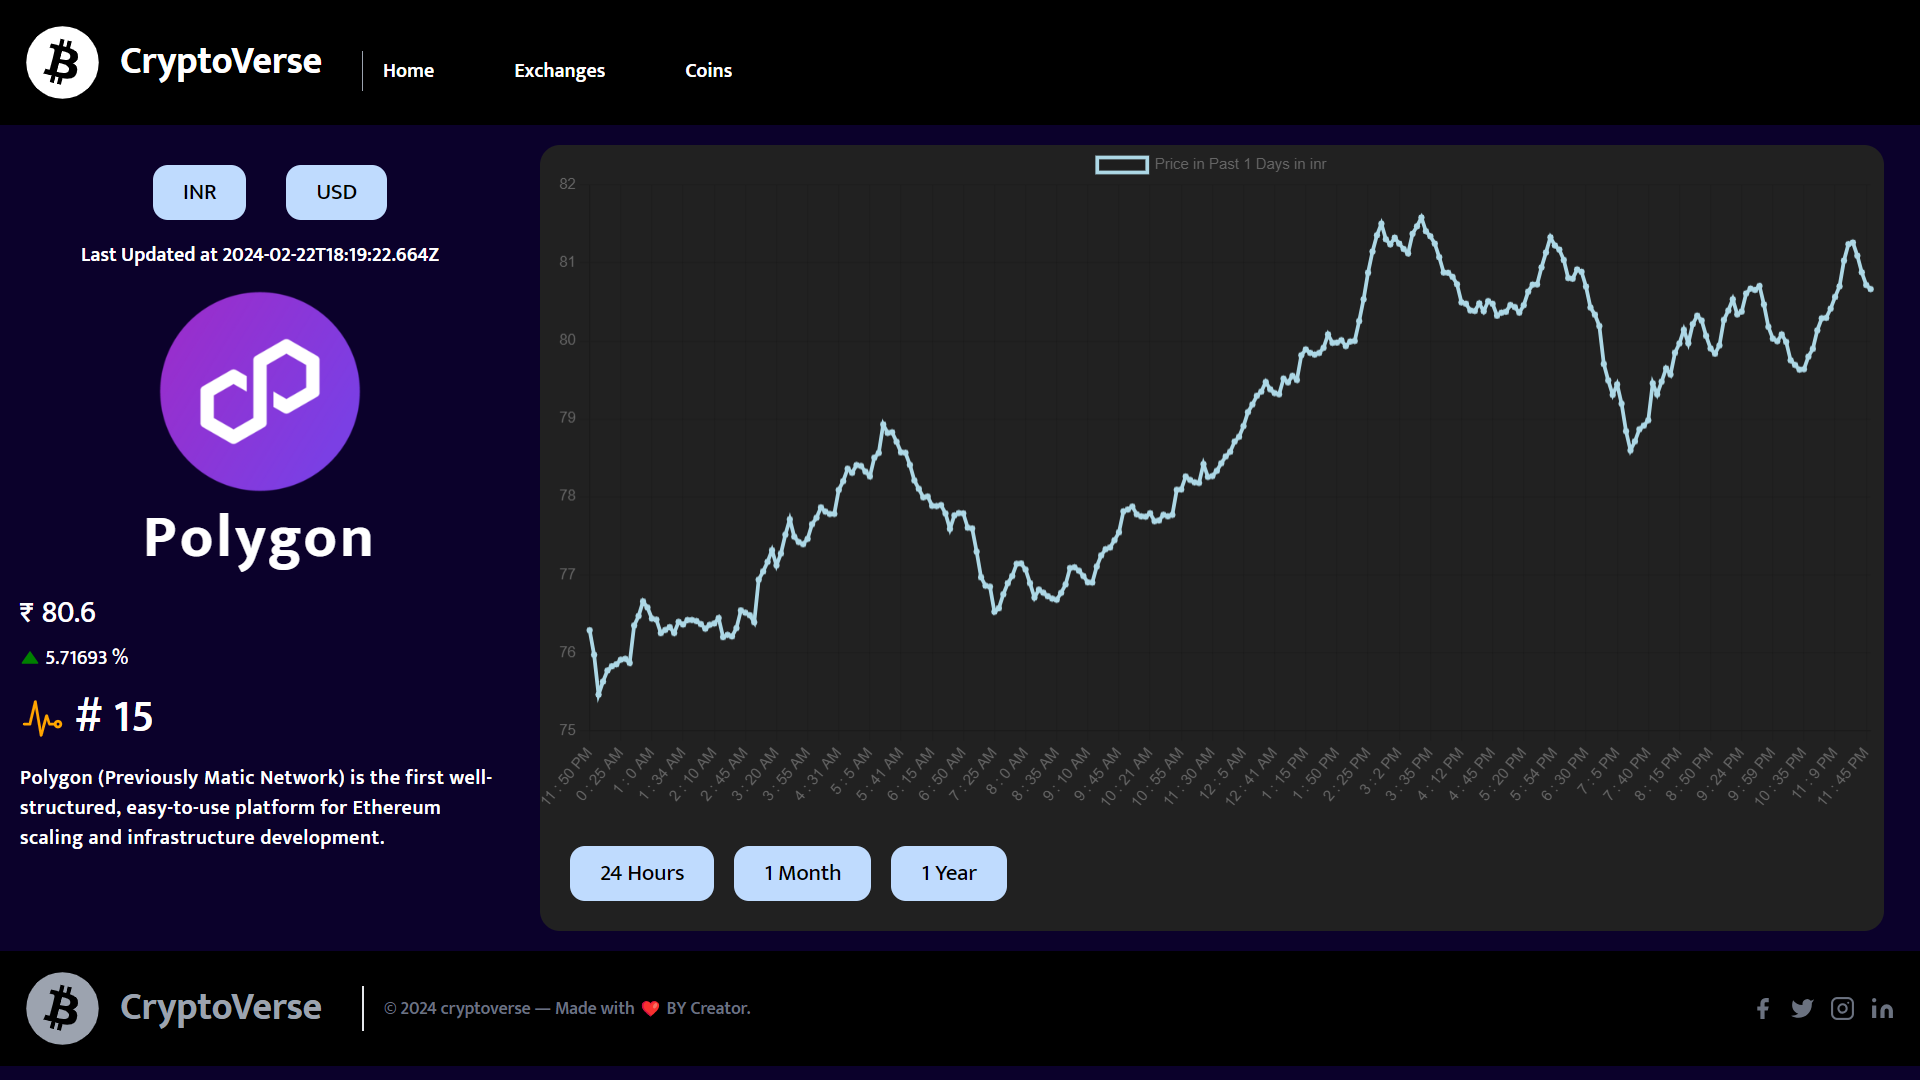 CryptoVerse
Home Exchanges Coins
INR USD
Last Updated at 2024-02-22T18:19:22.664Z
Polygon
₹ 80.6
5.71693 %
# 15
Polygon (Previously Matic Network) is the first well-
structured, easy-to-use platform for Ethereum
scaling and infrastructure development.
Price in Past 1 Days in inr
82
81
80
79
78
77
76
75
11 : 50 PM 0 : 25 AM 1 : 0 AM 1 : 34 AM 2 : 10 AM 2 : 45 AM 3 : 20 AM 3 : 55 AM 4 : 31 AM 5 : 5 AM 5 : 41 AM 6 : 15 AM 6 : 50 AM 7 : 25 AM 8 : 0 AM 8 : 35 AM 9 : 10 AM 9 : 45 AM 10 : 21 AM 10 : 55 AM 11 : 30 AM 12 : 5 AM 12 : 41 AM 1 : 15 PM 1 : 50 PM 2 : 25 PM 3 : 2 PM 3 : 35 PM 4 : 12 PM 4 : 45 PM 5 : 20 PM 5 : 54 PM 6 : 30 PM 7 : 5 PM 7 : 40 PM 8 : 15 PM 8 : 50 PM 9 : 24 PM 9 : 59 PM 10 : 35 PM 11 : 9 PM 11 : 45 PM
24 Hours 1 Month 1 Year
CryptoVerse
© 2024 cryptoverse — Made with ❤️ BY Creator.